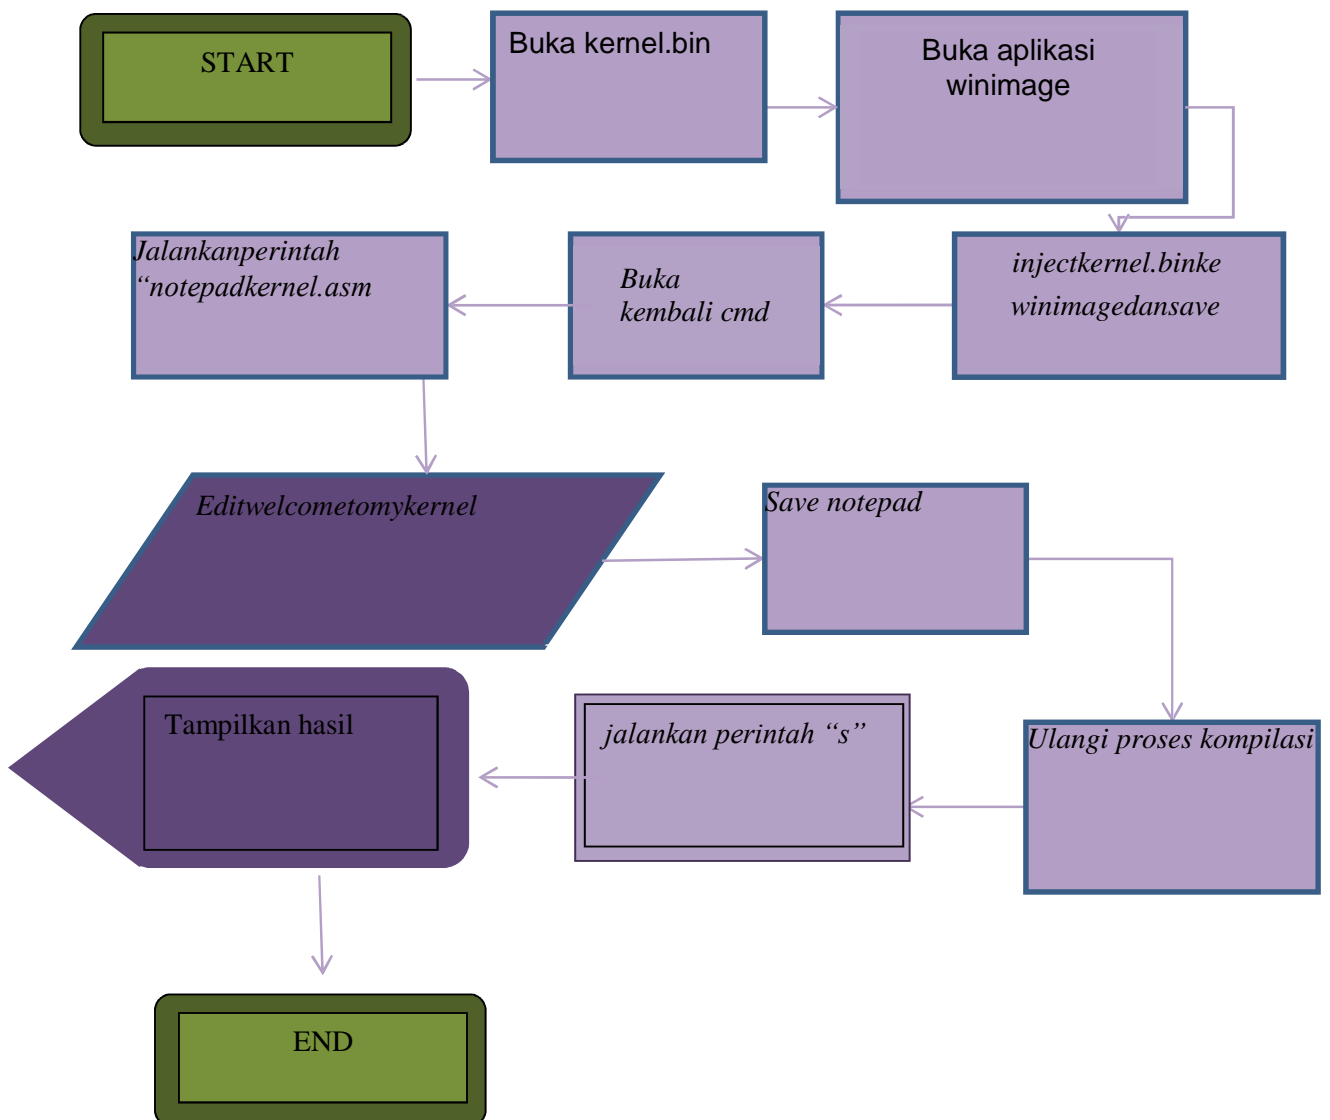 START
Buka kernel.bin
Buka aplikasi
winimage
injectkernel.binke
winimagedansave
Buka
kembali cmd
Jalankanperintah
“notepadkernel.asm
Editwelcometomykernel
Save notepad
Ulangi proses kompilasi
jalankan perintah “s”
Tampilkan hasil
END